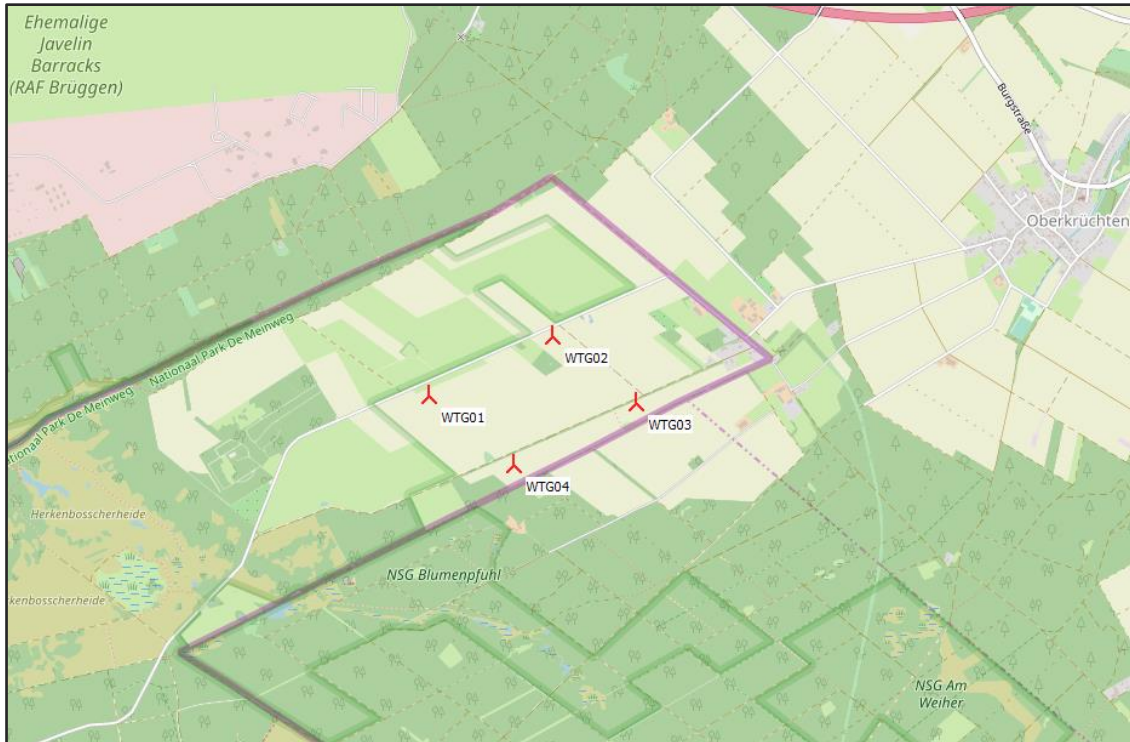 Ehemalige
Javelin
Barracks
(RAF Brüggen)
Burgstraße
Oberkrüchten
Nationaal Park De Meinweg
WTG02
WTG01
WTG03
WTG04
Nationaal Park De Meinweg
Herkenbosscherheide
erkenbosscherheide
NSG Blumenpfuhl
NSG Am
Weiher